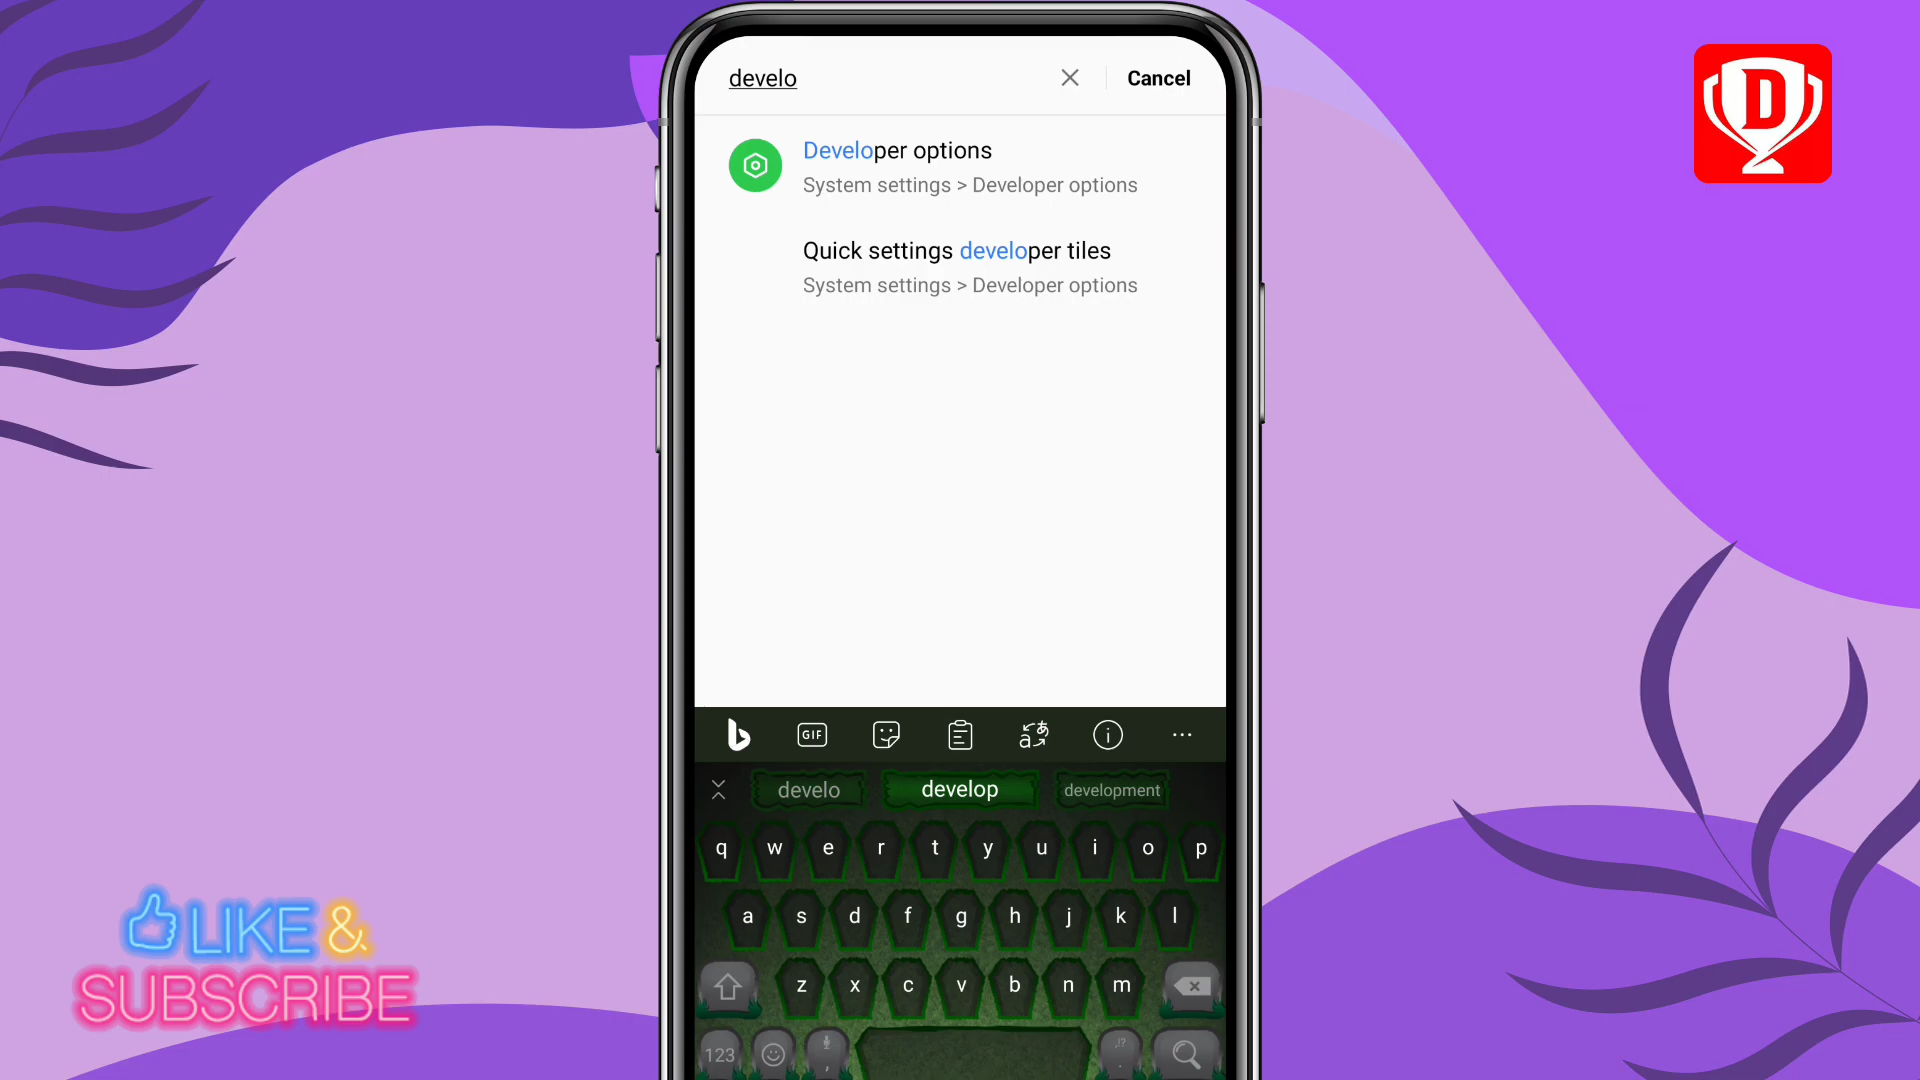 develo
Cancel
D
Developer options
System settings > Developer options
Quick settings developer tiles
System settings > Developer options
GIF
a あ
develo develop development
q w e r t y u i o p
a s d f g h j k l
z x c v b n m
123 , ,!? .
LIKE &
SUBSCRIBE